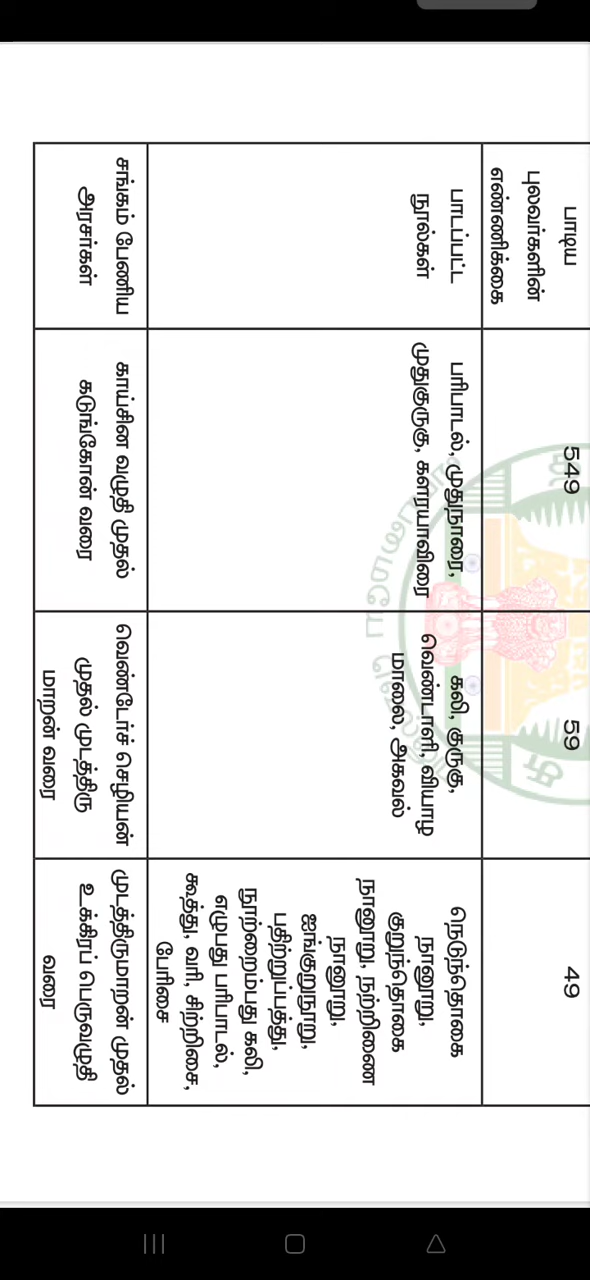 பாடிய
புலவர்களின்
எண்ணிக்கை
549
59
49
பாடப்பட்ட
நூல்கள்
பரிபாடல், முதுநாரை,
முதுகுருகு, களரியாவிரை
கலி, குருகு,
வெண்டாளி, வியாழ
மாலை, அகவல்
நெடுந்தொகை
நானூறு,
குறுந்தொகை
நானூறு, நற்றிணை
நானூறு,
ஐங்குறுநூறு,
பதிற்றுப்பத்து,
நூற்றைம்பது கலி,
எழுபது பரிபாடல்,
கூத்து, வரி, சிற்றிசை,
பேரிசை
சங்கம் பேணிய
அரசர்கள்
காய்சின வழுதி முதல்
கடுங்கோன் வரை
வெண்டேர்ச் செழியன்
முதல் முடத்திரு
மாறன் வரை
முடத்திருமாறன் முதல்
உக்கிரப் பெருவழுதி
வரை